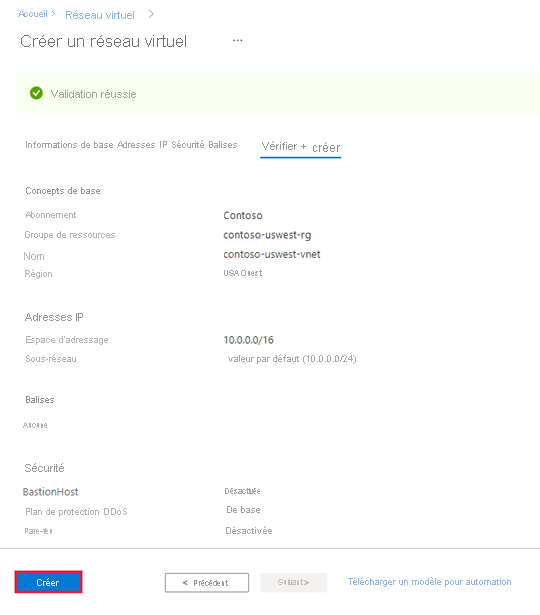 Accueil > Réseau virtuel >
Créer un réseau virtuel ...
Validation réussie
Informations de base Adresses IP Sécurité Balises Vérifier + créer
Concepts de base
Abonnement Contoso
Groupe de ressources contoso-uswest-rg
Nom contoso-uswest-vnet
Région USA Ouest
Adresses IP
Espace d'adressage 10.0.0.0/16
Sous-réseau valeur par défaut (10.0.0.0/24)
Balises
Aucune
Sécurité
BastionHost Désactivée
Plan de protection DDoS De base
Pare-feu Désactivée
Créer < Précédent Suivant > Télécharger un modèle pour automation